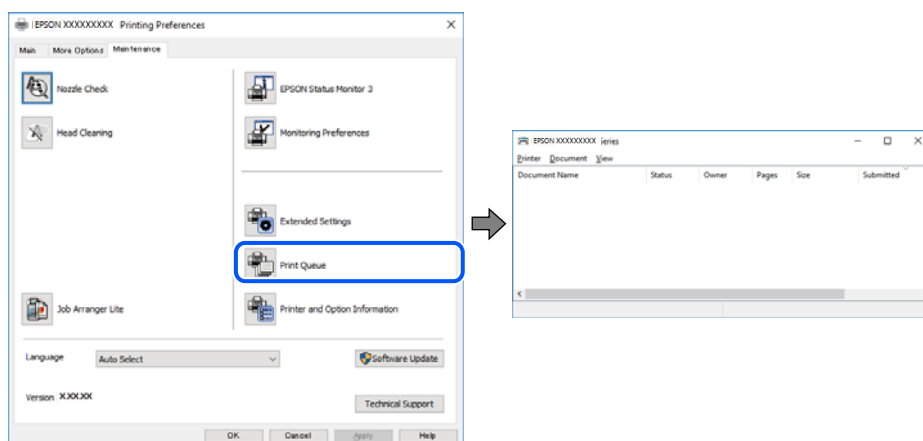 EPSON XXXXXXXXX Printing Preferences
Main More Options Maintenance
Nozzle Check
EPSON Status Monitor 3
Head Cleaning
Monitoring Preferences
Extended Settings
Print Queue
Job Arranger Lite
Printer and Option Information
Language Auto Select
Software Update
Version X.XX.XX
Technical Support
OK Cancel Apply Help
EPSON XXXXXXXXX ieries
Printer Document View
Document Name Status Owner Pages Size Submitted